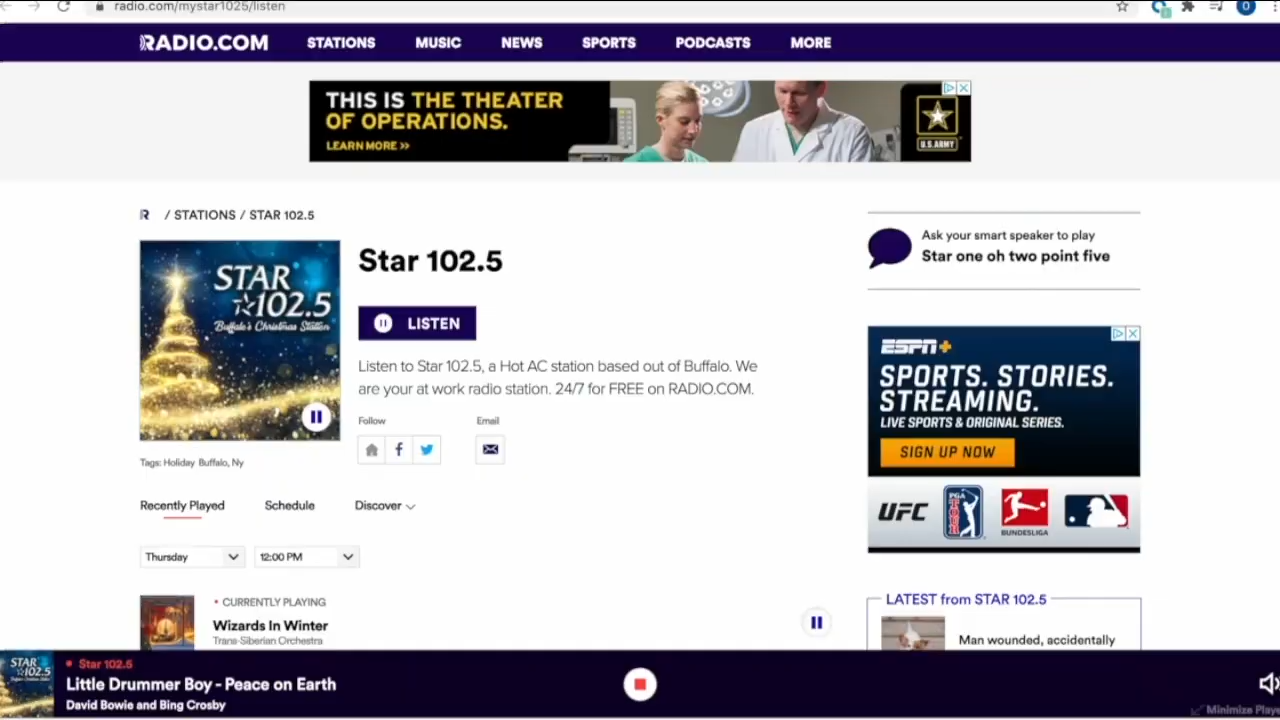 radio.com/mystar1025/listen
RADIO.COM
STATIONS
MUSIC
NEWS
SPORTS
PODCASTS
MORE
THIS IS THE THEATER
OF OPERATIONS.
LEARN MORE >>
U.S.ARMY
R / STATIONS / STAR 102.5
STAR
102.5
Buffalo's Christmas Station
Star 102.5
LISTEN
Listen to Star 102.5, a Hot AC station based out of Buffalo. We
are your at work radio station. 24/7 for FREE on RADIO.COM.
Follow
Email
Tags: Holiday Buffalo, Ny
Recently Played
Schedule
Discover
Thursday
12:00 PM
• CURRENTLY PLAYING
Wizards In Winter
Trans-Siberian Orchestra
Ask your smart speaker to play
Star one oh two point five
ESPN+
SPORTS. STORIES.
STREAMING.
LIVE SPORTS & ORIGINAL SERIES.
SIGN UP NOW
UFC
PGA
TOUR
BUNDESLIGA
LATEST from STAR 102.5
Man wounded, accidentally
STAR
102.5
• Star 102.5
Little Drummer Boy - Peace on Earth
David Bowie and Bing Crosby
Minimize Playe